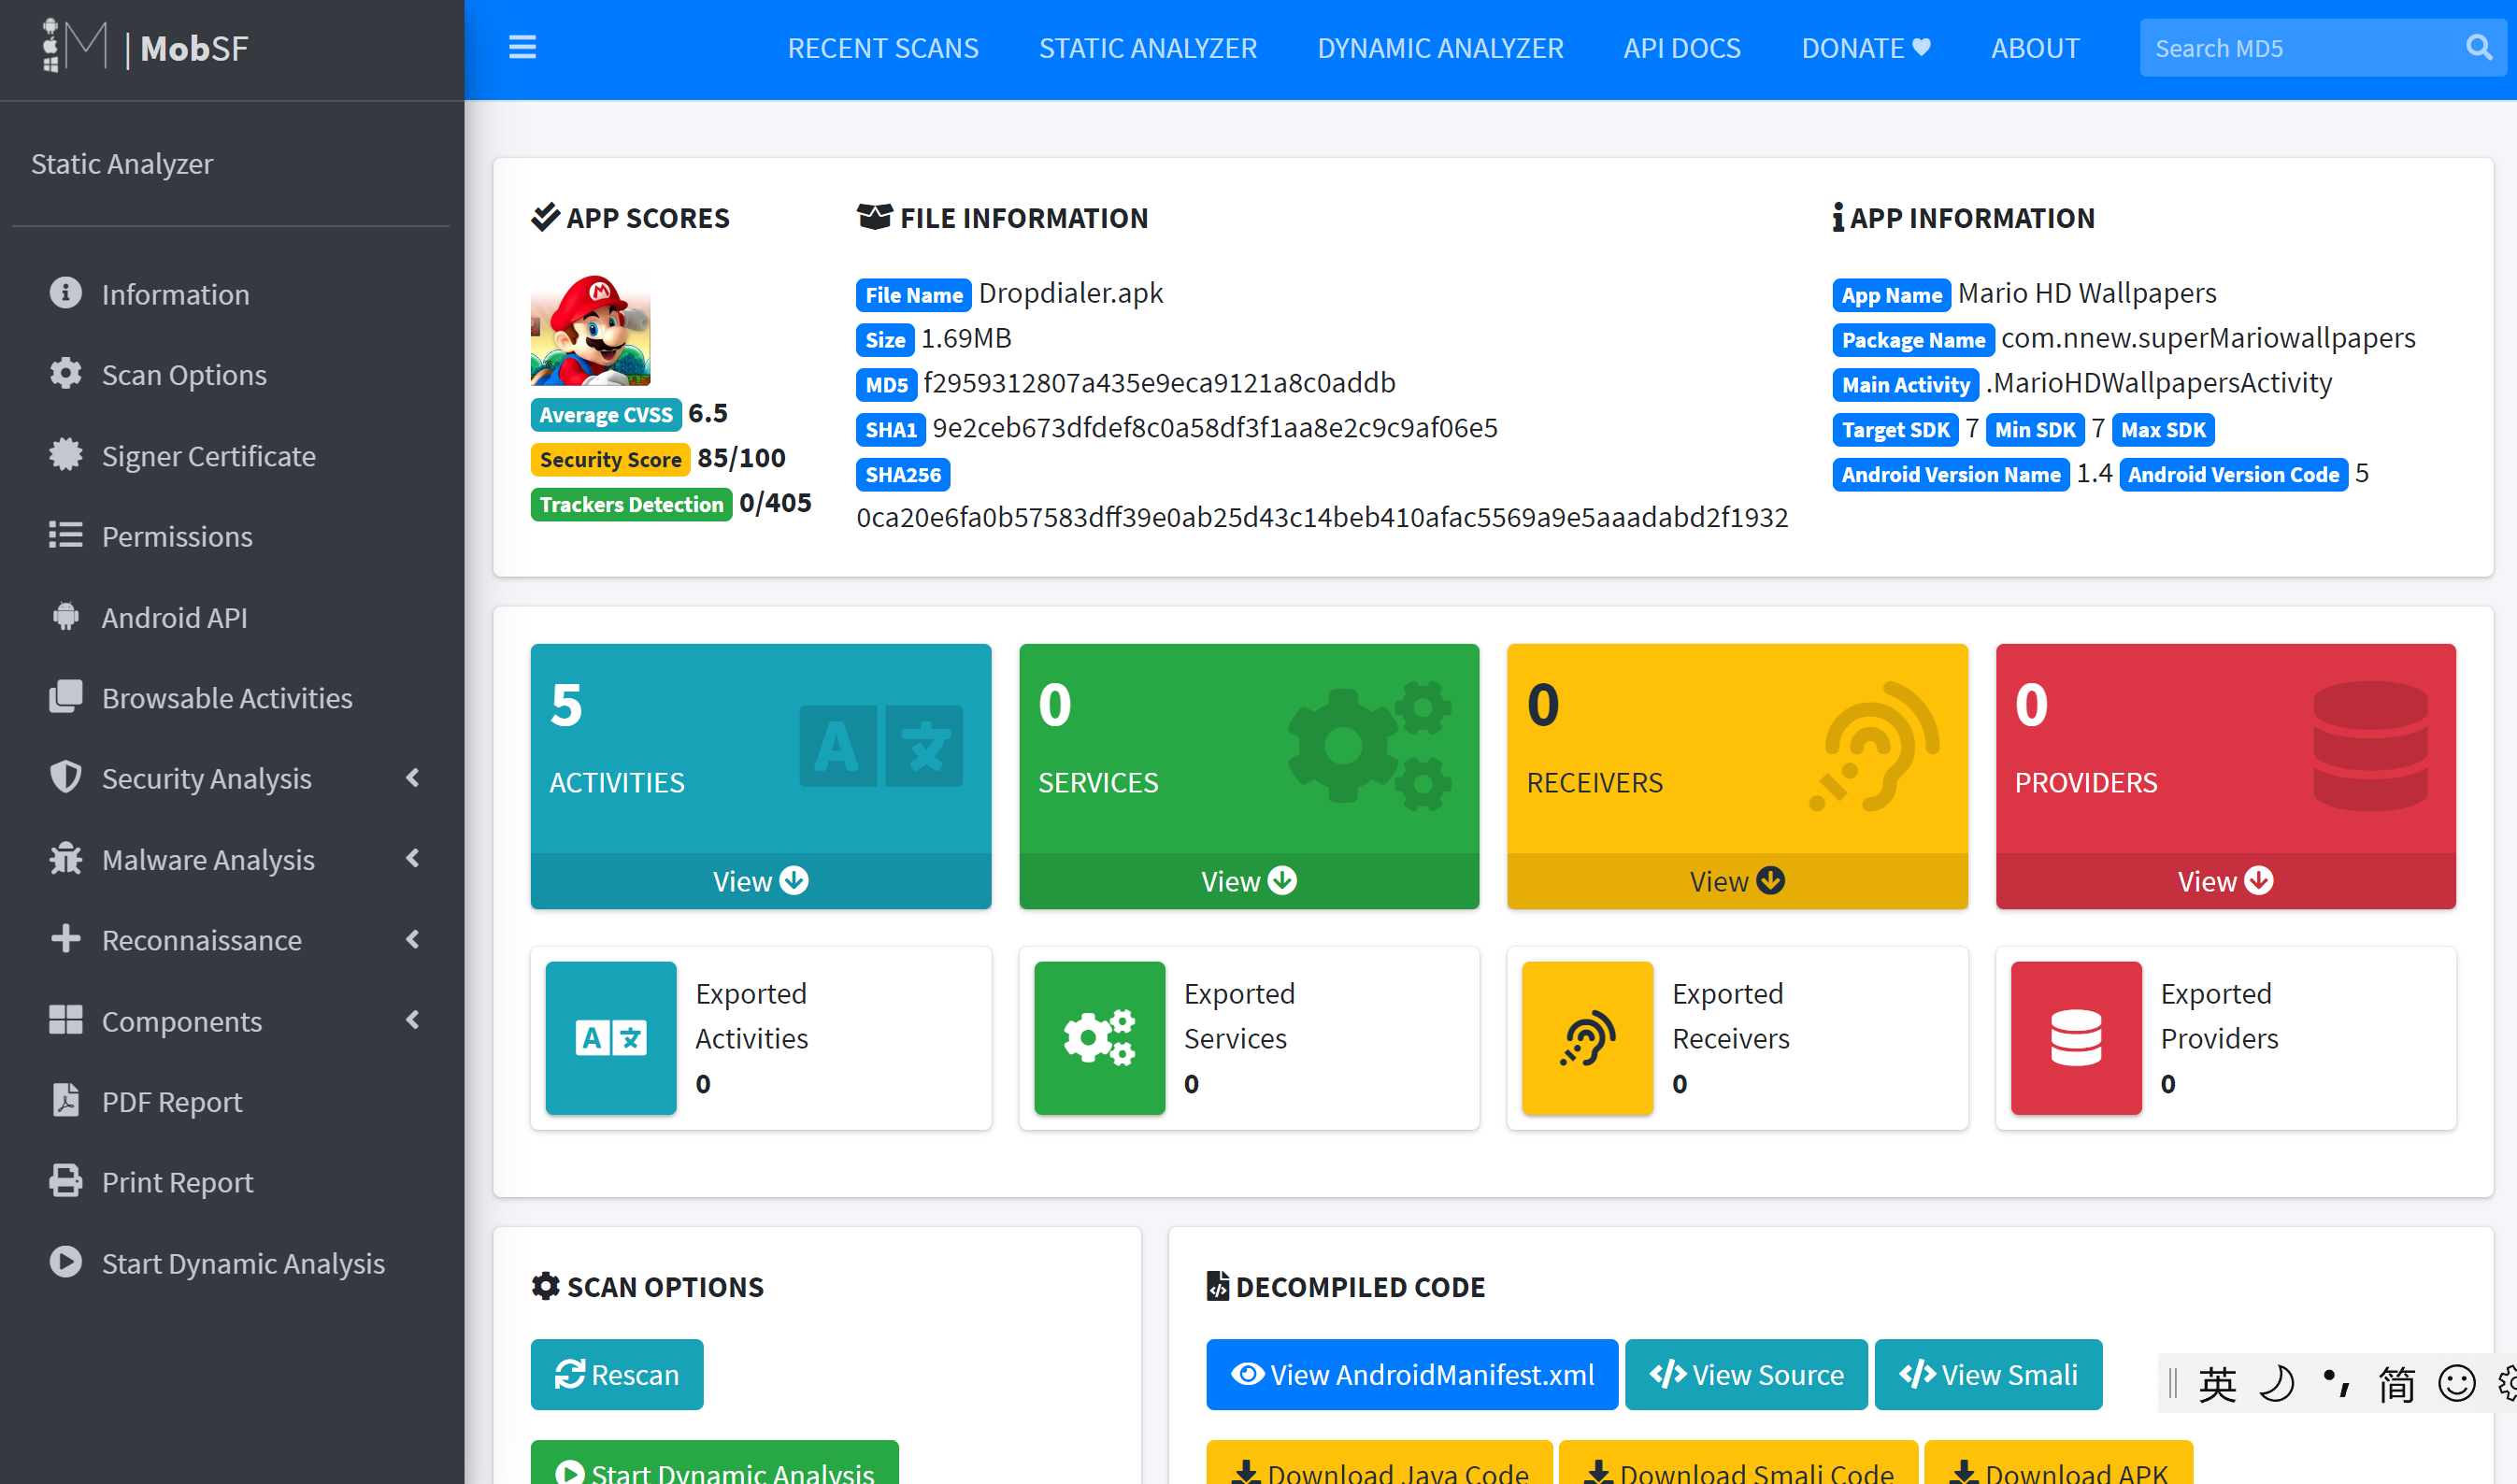 MobSF
RECENT SCANS
STATIC ANALYZER
DYNAMIC ANALYZER
API DOCS
DONATE
ABOUT
Search MD5
Static Analyzer
Information
Scan Options
Signer Certificate
Permissions
Android API
Browsable Activities
Security Analysis
Malware Analysis
Reconnaissance
Components
PDF Report
Print Report
Start Dynamic Analysis
APP SCORES
Average CVSS 6.5
Security Score 85/100
Trackers Detection 0/405
FILE INFORMATION
File Name Dropdialer.apk
Size 1.69MB
MD5 f2959312807a435e9eca9121a8c0addb
SHA1 9e2ceb673dfdef8c0a58df3f1aa8e2c9c9af06e5
SHA256
0ca20e6fa0b57583dff39e0ab25d43c14beb410afac5569a9e5aaadabd2f1932
APP INFORMATION
App Name Mario HD Wallpapers
Package Name com.nnew.superMariowallpapers
Main Activity .MarioHDWallpapersActivity
Target SDK 7 Min SDK 7 Max SDK
Android Version Name 1.4 Android Version Code 5
5
ACTIVITIES
View
0
SERVICES
View
0
RECEIVERS
View
0
PROVIDERS
View
Exported
Activities
0
Exported
Services
0
Exported
Receivers
0
Exported
Providers
0
SCAN OPTIONS
Rescan
Start Dynamic Analysis
DECOMPILED CODE
View AndroidManifest.xml
View Source
View Smali
Download Java Code
Download Smali Code
Download APK
英 简